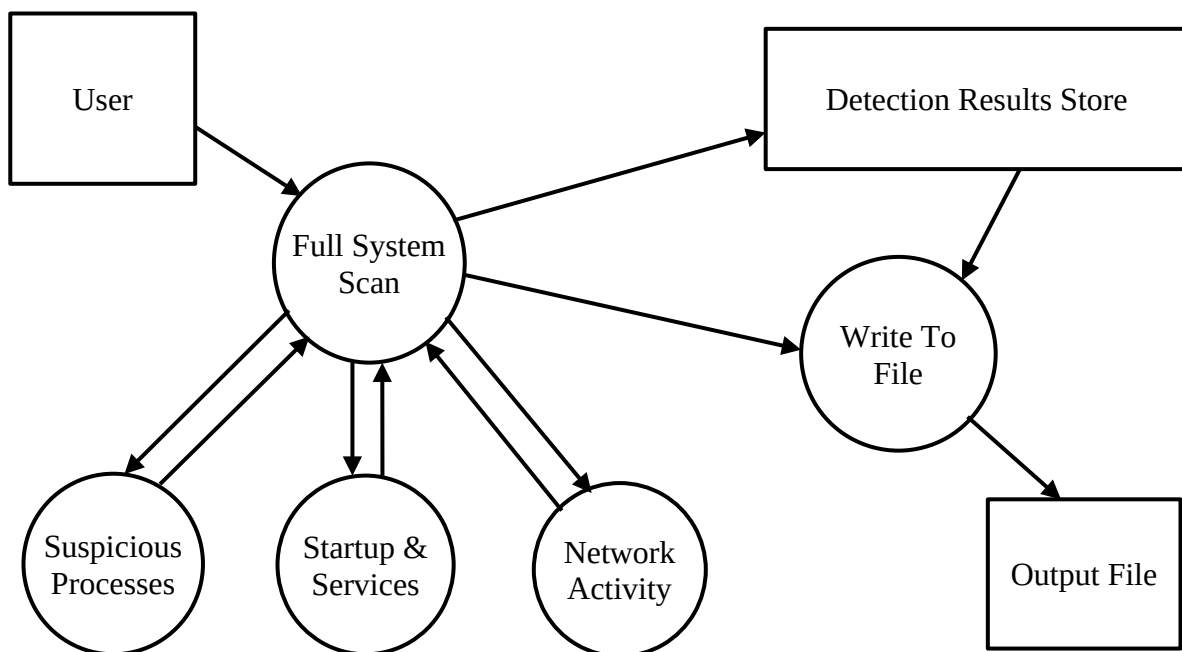 User
Detection Results Store
Full System
Scan
Write To
File
Suspicious
Processes
Startup &
Services
Network
Activity
Output File